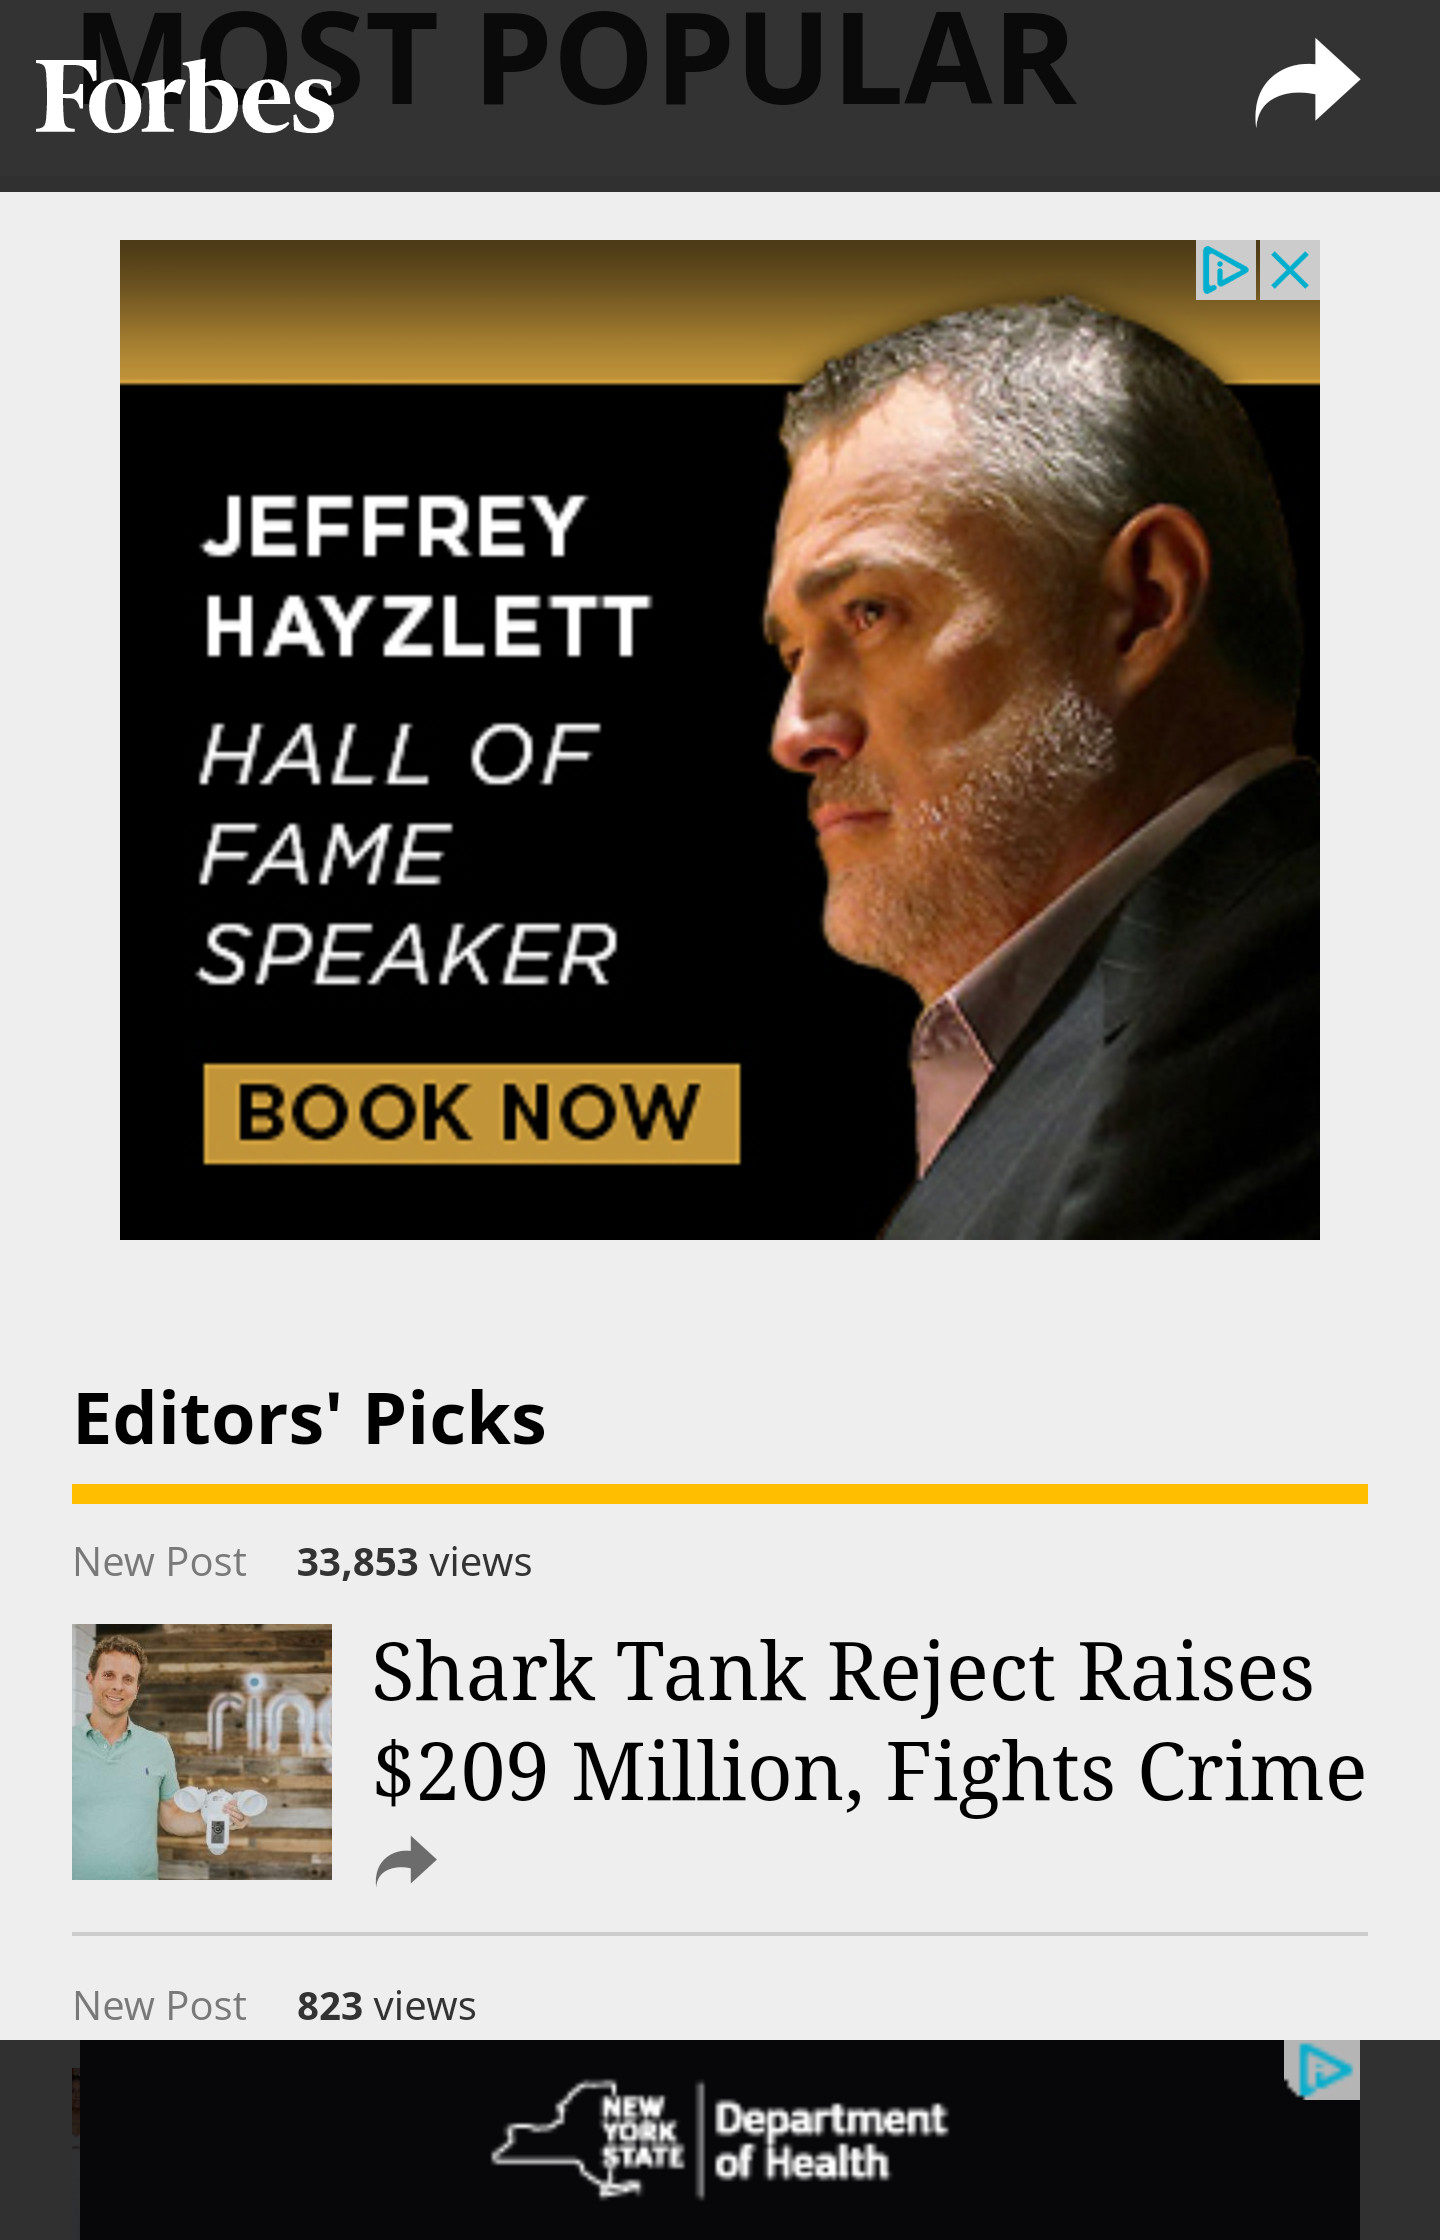 MOST POPULAR
Forbes
JEFFREY
HAYZLETT
HALL OF
FAME
SPEAKER
BOOK NOW
Editors' Picks
New Post 33,853 views
ring
Shark Tank Reject Raises
$209 Million, Fights Crime
New Post 823 views
NEW
YORK
STATE
Department
of Health